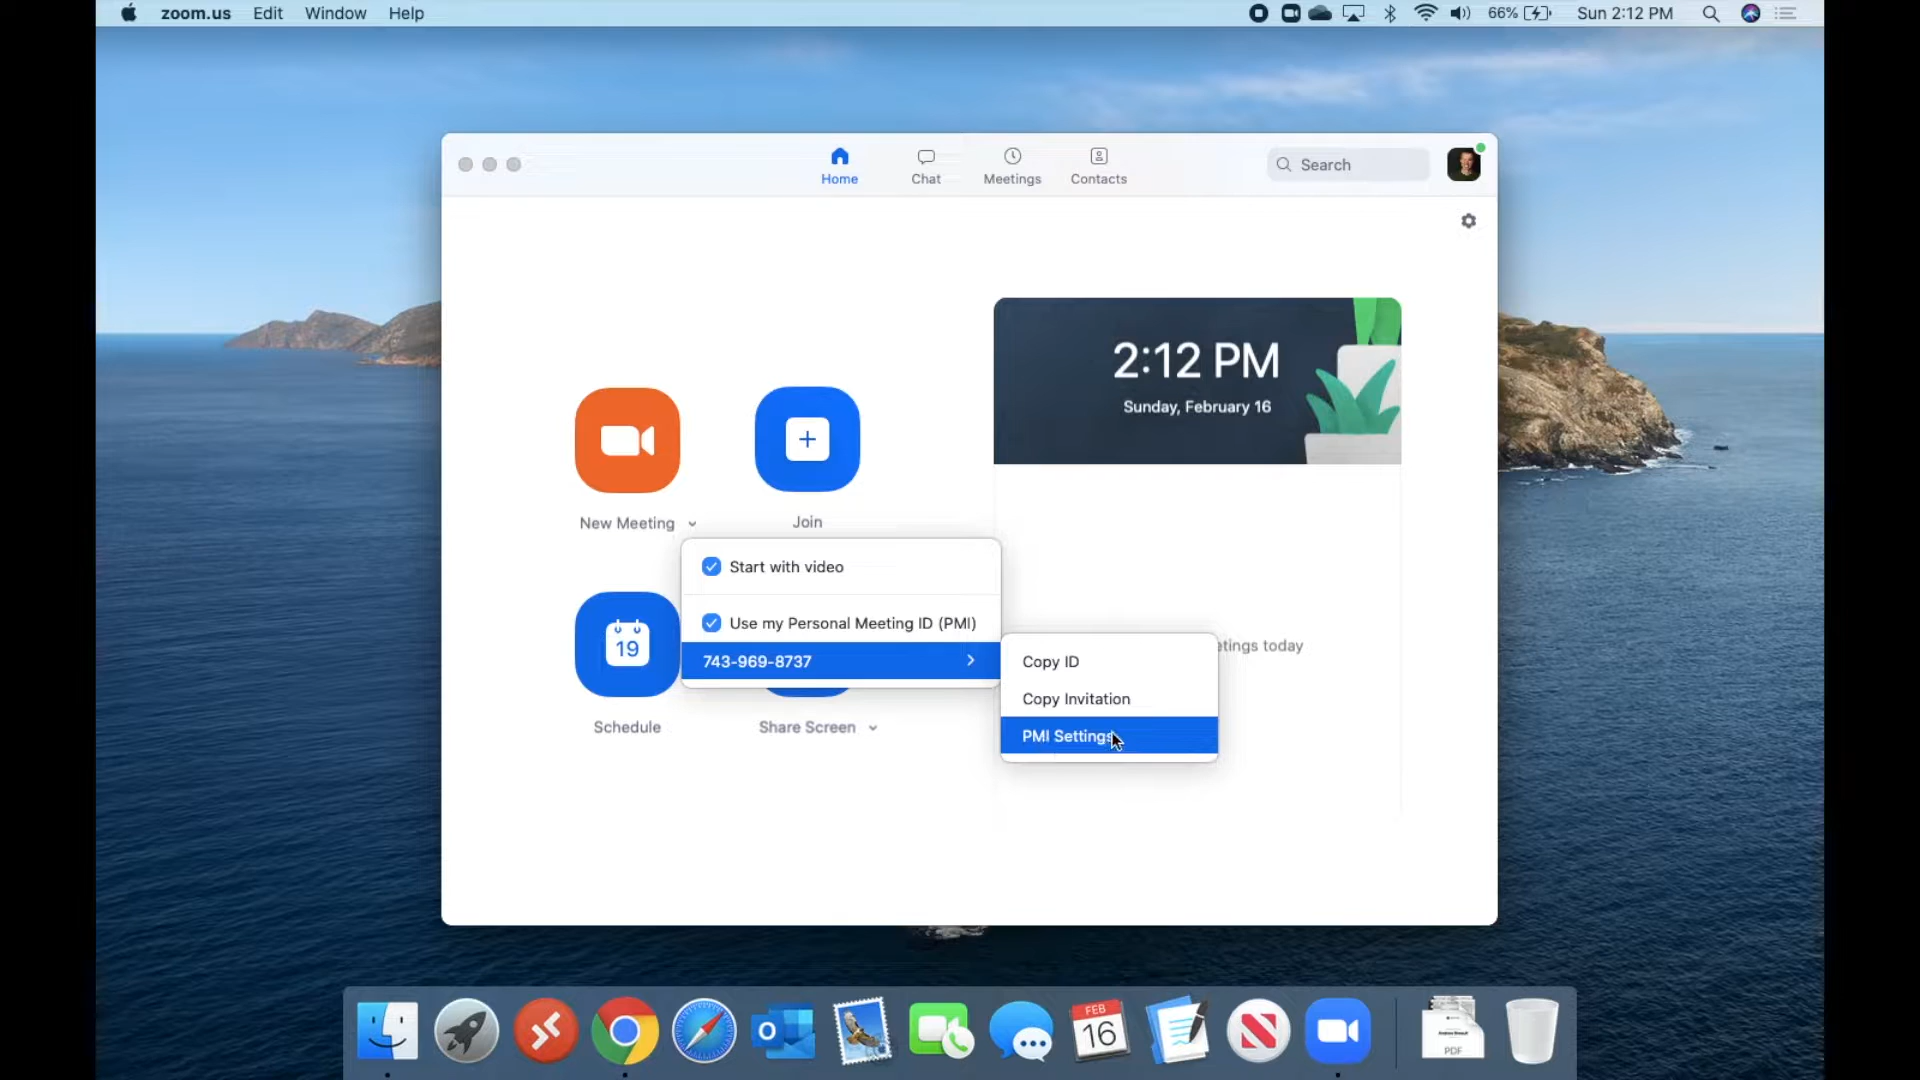 zoom.us Edit Window Help
66% Sun 2:12 PM
Home Chat Meetings Contacts
Search
2:12 PM
Sunday, February 16
New Meeting Join
Start with video
Use my Personal Meeting ID (PMI)
19
743-969-8737
Copy ID
etings today
Copy Invitation
PMI Settings
Schedule Share Screen
FEB
16
PDF